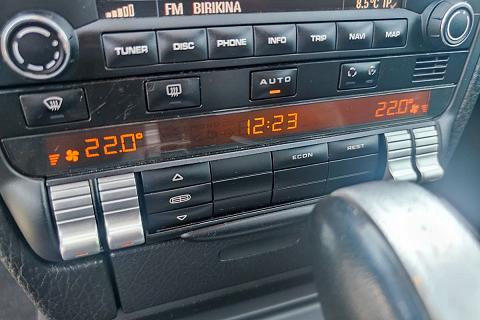 FM BIRIKINA
8.5°C TP
TUNER DISC PHONE INFO TRIP NAVI MAP
AUTO
22.0° 12:23 22.0°
ECON REST